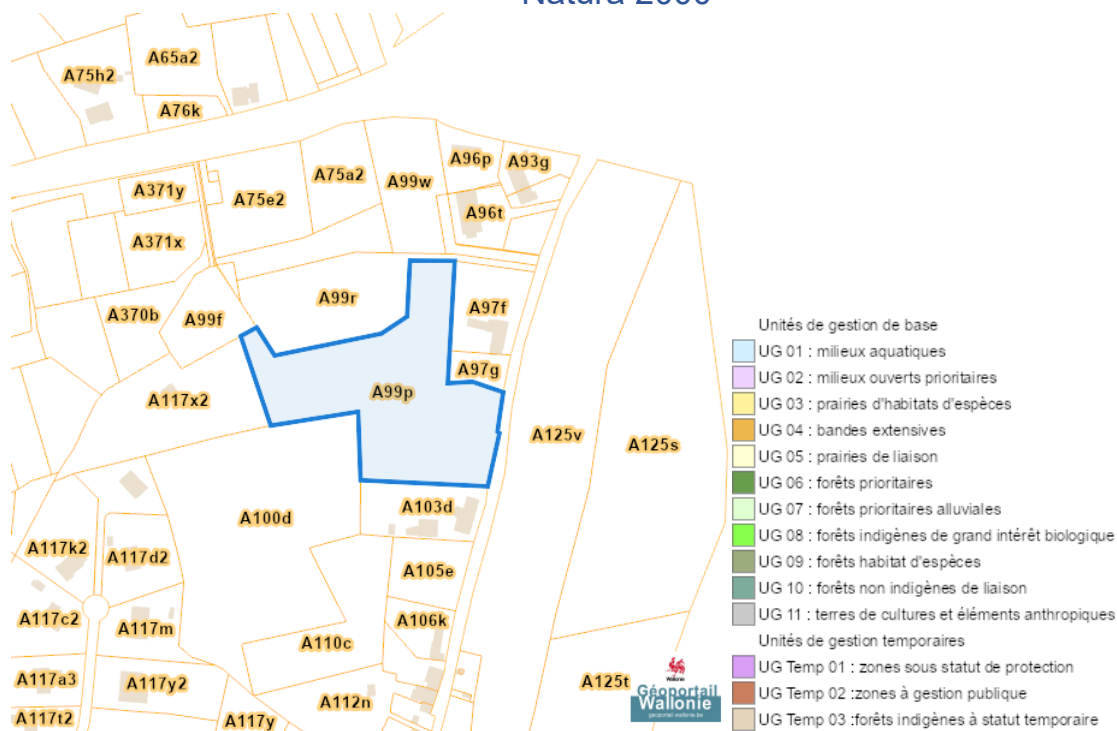 Natura 2000
A65a2
A75h2
A76k
A96p
A93g
A75a2
A99w
A371y
A75e2
A96t
A371x
A99r
A97f
A370b
A99f
A97g
A99p
A117x2
A125v
A125s
A103d
A100d
A117k2
A117d2
A105e
A117c2
A117m
A106k
A110c
A117a3
A117y2
A125t
A112n
A117t2
A117y
Unités de gestion de base
UG 01 : milieux aquatiques
UG 02 : milieux ouverts prioritaires
UG 03 : prairies d'habitats d'espèces
UG 04 : bandes extensives
UG 05 : prairies de liaison
UG 06 : forêts prioritaires
UG 07 : forêts prioritaires alluviales
UG 08 : forêts indigènes de grand intérêt biologique
UG 09 : forêts habitat d'espèces
UG 10 : forêts non indigènes de liaison
UG 11 : terres de cultures et éléments anthropiques
Unités de gestion temporaires
UG Temp 01 : zones sous statut de protection
UG Temp 02 :zones à gestion publique
UG Temp 03 :forêts indigènes à statut temporaire
Wallonie
Géoportail
Wallonie
geoportail.wallonie.be